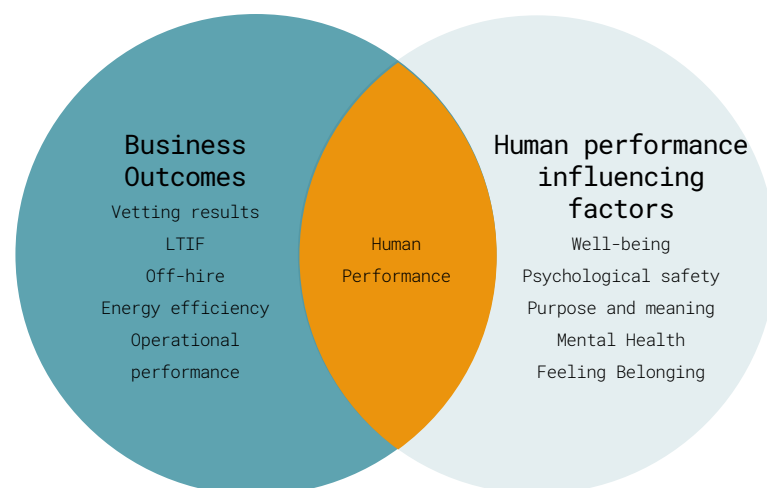 Business
Outcomes
Vetting results
LTIF
Off-hire
Energy efficiency
Operational
performance
Human
Performance
Human performance
influencing
factors
Well-being
Psychological safety
Purpose and meaning
Mental Health
Feeling Belonging